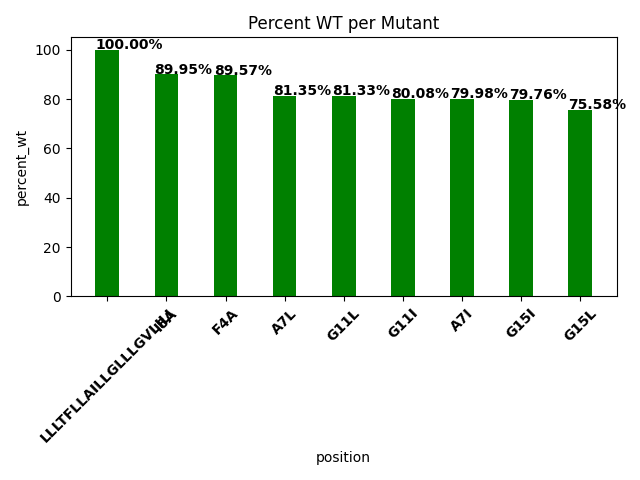 Percent WT per Mutant
100.00%
89.95%
89.57%
81.35%
81.33%
80.08%
79.98%
79.76%
75.58%
100
80
60
40
20
0
percent_wt
F4A
A7L
G11L
G11I
A7I
G15I
G15L
position